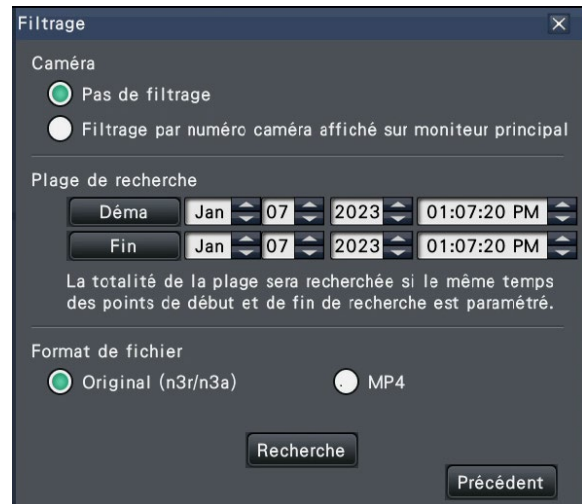 Filtrage
Caméra
Pas de filtrage
Filtrage par numéro caméra affiché sur moniteur principal
Plage de recherche
Déma Jan 07 2023 01:07:20 PM
Fin Jan 07 2023 01:07:20 PM
La totalité de la plage sera recherchée si le même temps
des points de début et de fin de recherche est paramétré.
Format de fichier
Original (n3r/n3a) MP4
Recherche
Précédent